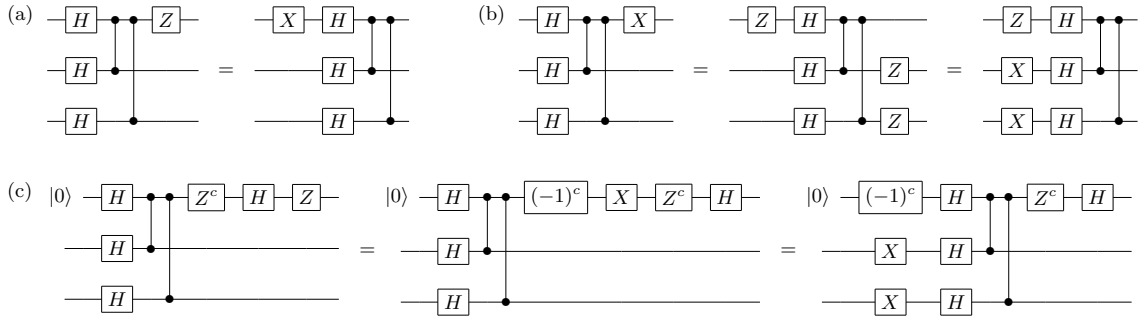 (a) H Z = X H (b) H X = Z H = Z H
H H H H Z X H
H H H H Z X H
(c) |0⟩ H Z^c H Z = |0⟩ H (−1)^c X Z^c H = |0⟩ (−1)^c H Z^c H
H H X H
H H X H